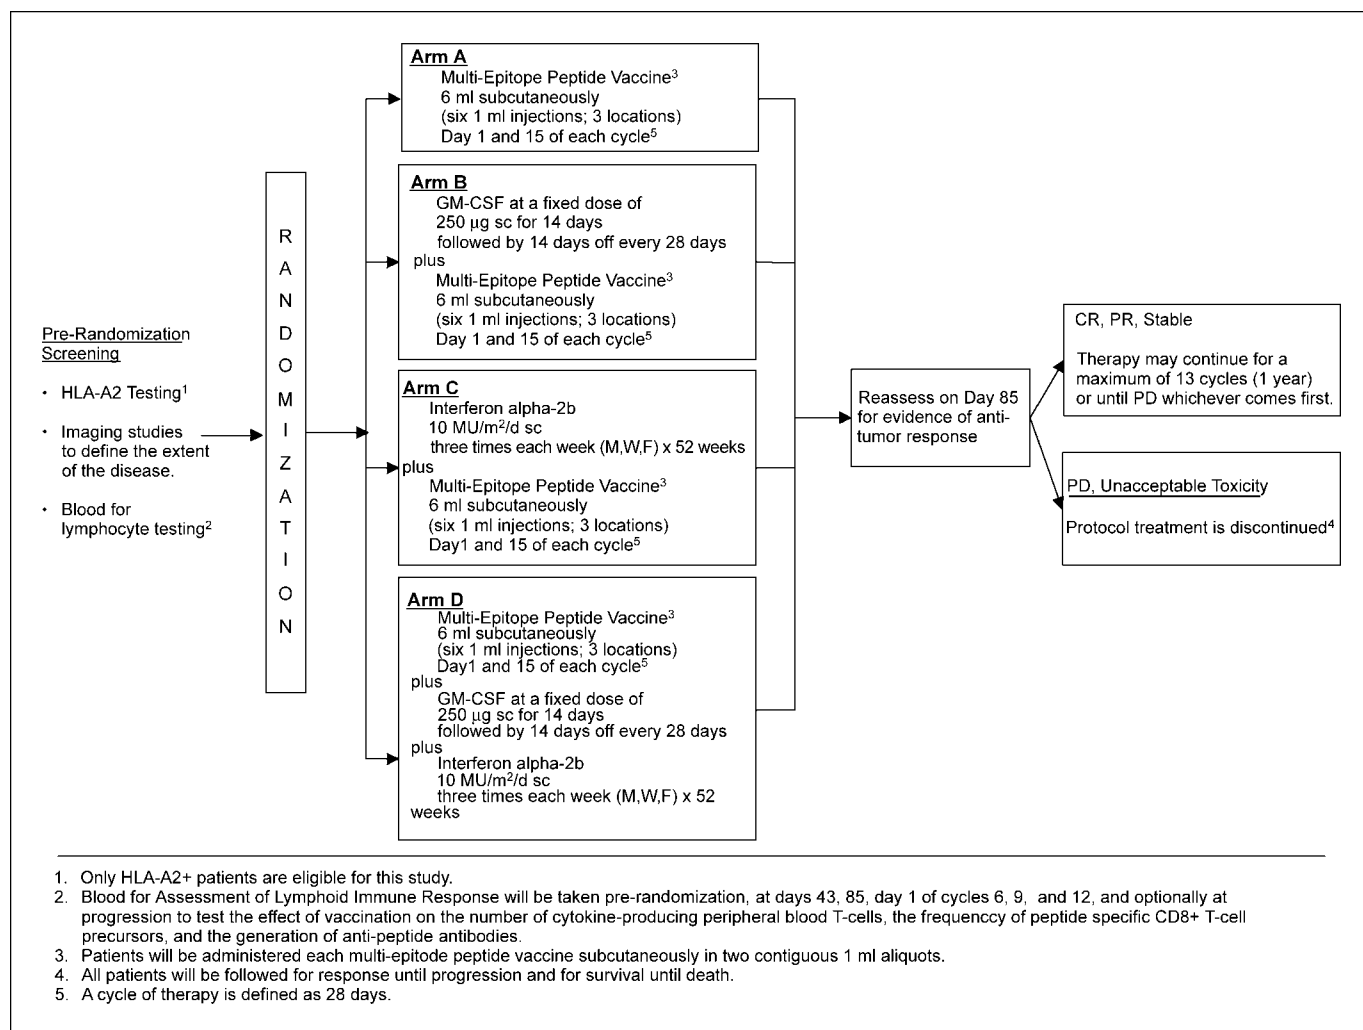 Pre-Randomization
Screening
• HLA-A2 Testing1
• Imaging studies
to define the extent
of the disease.
• Blood for
lymphocyte testing2
R
A
N
D
O
M
I
Z
A
T
I
O
N
Arm A
Multi-Epitope Peptide Vaccine3
6 ml subcutaneously
(six 1 ml injections; 3 locations)
Day 1 and 15 of each cycle5
Arm B
GM-CSF at a fixed dose of
250 μg sc for 14 days
followed by 14 days off every 28 days
plus
Multi-Epitope Peptide Vaccine3
6 ml subcutaneously
(six 1 ml injections; 3 locations)
Day 1 and 15 of each cycle5
Arm C
Interferon alpha-2b
10 MU/m2/d sc
three times each week (M,W,F) x 52 weeks
plus
Multi-Epitope Peptide Vaccine3
6 ml subcutaneously
(six 1 ml injections; 3 locations)
Day1 and 15 of each cycle5
Arm D
Multi-Epitope Peptide Vaccine3
6 ml subcutaneously
(six 1 ml injections; 3 locations)
Day1 and 15 of each cycle5
plus
GM-CSF at a fixed dose of
250 μg sc for 14 days
followed by 14 days off every 28 days
plus
Interferon alpha-2b
10 MU/m2/d sc
three times each week (M,W,F) x 52
weeks
Reassess on Day 85
for evidence of anti-
tumor response
CR, PR, Stable
Therapy may continue for a
maximum of 13 cycles (1 year)
or until PD whichever comes first.
PD, Unacceptable Toxicity
Protocol treatment is discontinued4
1. Only HLA-A2+ patients are eligible for this study.
2. Blood for Assessment of Lymphoid Immune Response will be taken pre-randomization, at days 43, 85, day 1 of cycles 6, 9, and 12, and optionally at
progression to test the effect of vaccination on the number of cytokine-producing peripheral blood T-cells, the frequenccy of peptide specific CD8+ T-cell
precursors, and the generation of anti-peptide antibodies.
3. Patients will be administered each multi-epitode peptide vaccine subcutaneously in two contiguous 1 ml aliquots.
4. All patients will be followed for response until progression and for survival until death.
5. A cycle of therapy is defined as 28 days.